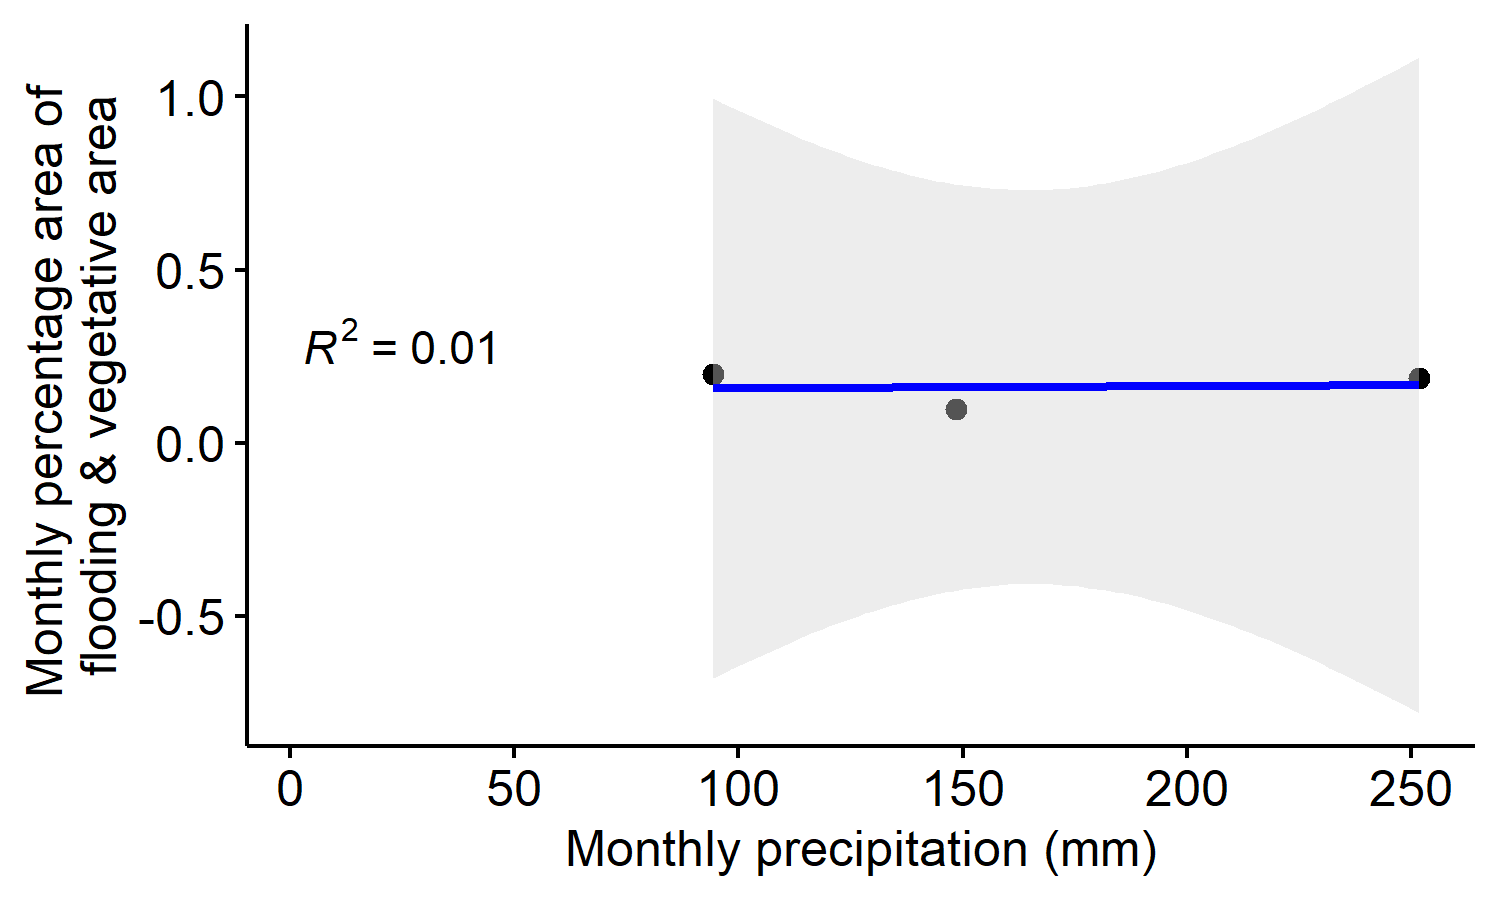 Monthly percentage area of
flooding & vegetative area
1.0
0.5
0.0
-0.5
R² = 0.01
0 50 100 150 200 250
Monthly precipitation (mm)